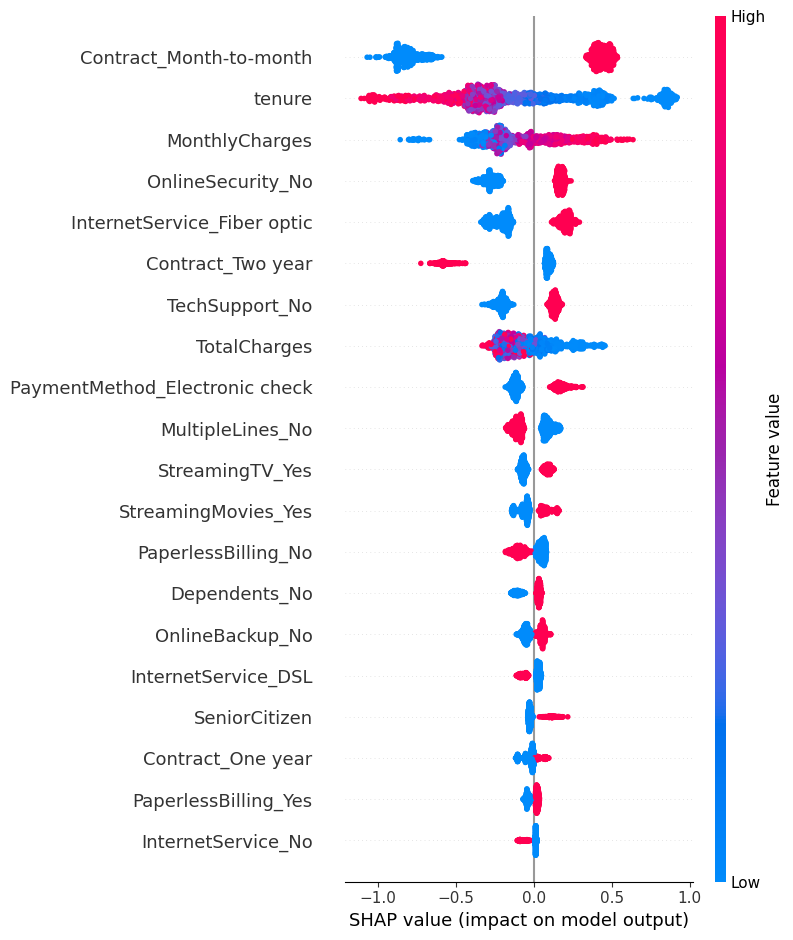 High
Contract_Month-to-month
tenure
MonthlyCharges
OnlineSecurity_No
InternetService_Fiber optic
Contract_Two year
TechSupport_No
TotalCharges
PaymentMethod_Electronic check
MultipleLines_No
StreamingTV_Yes
StreamingMovies_Yes
PaperlessBilling_No
Dependents_No
OnlineBackup_No
InternetService_DSL
SeniorCitizen
Contract_One year
PaperlessBilling_Yes
InternetService_No
Feature value
Low
−1.0 −0.5 0.0 0.5 1.0
SHAP value (impact on model output)